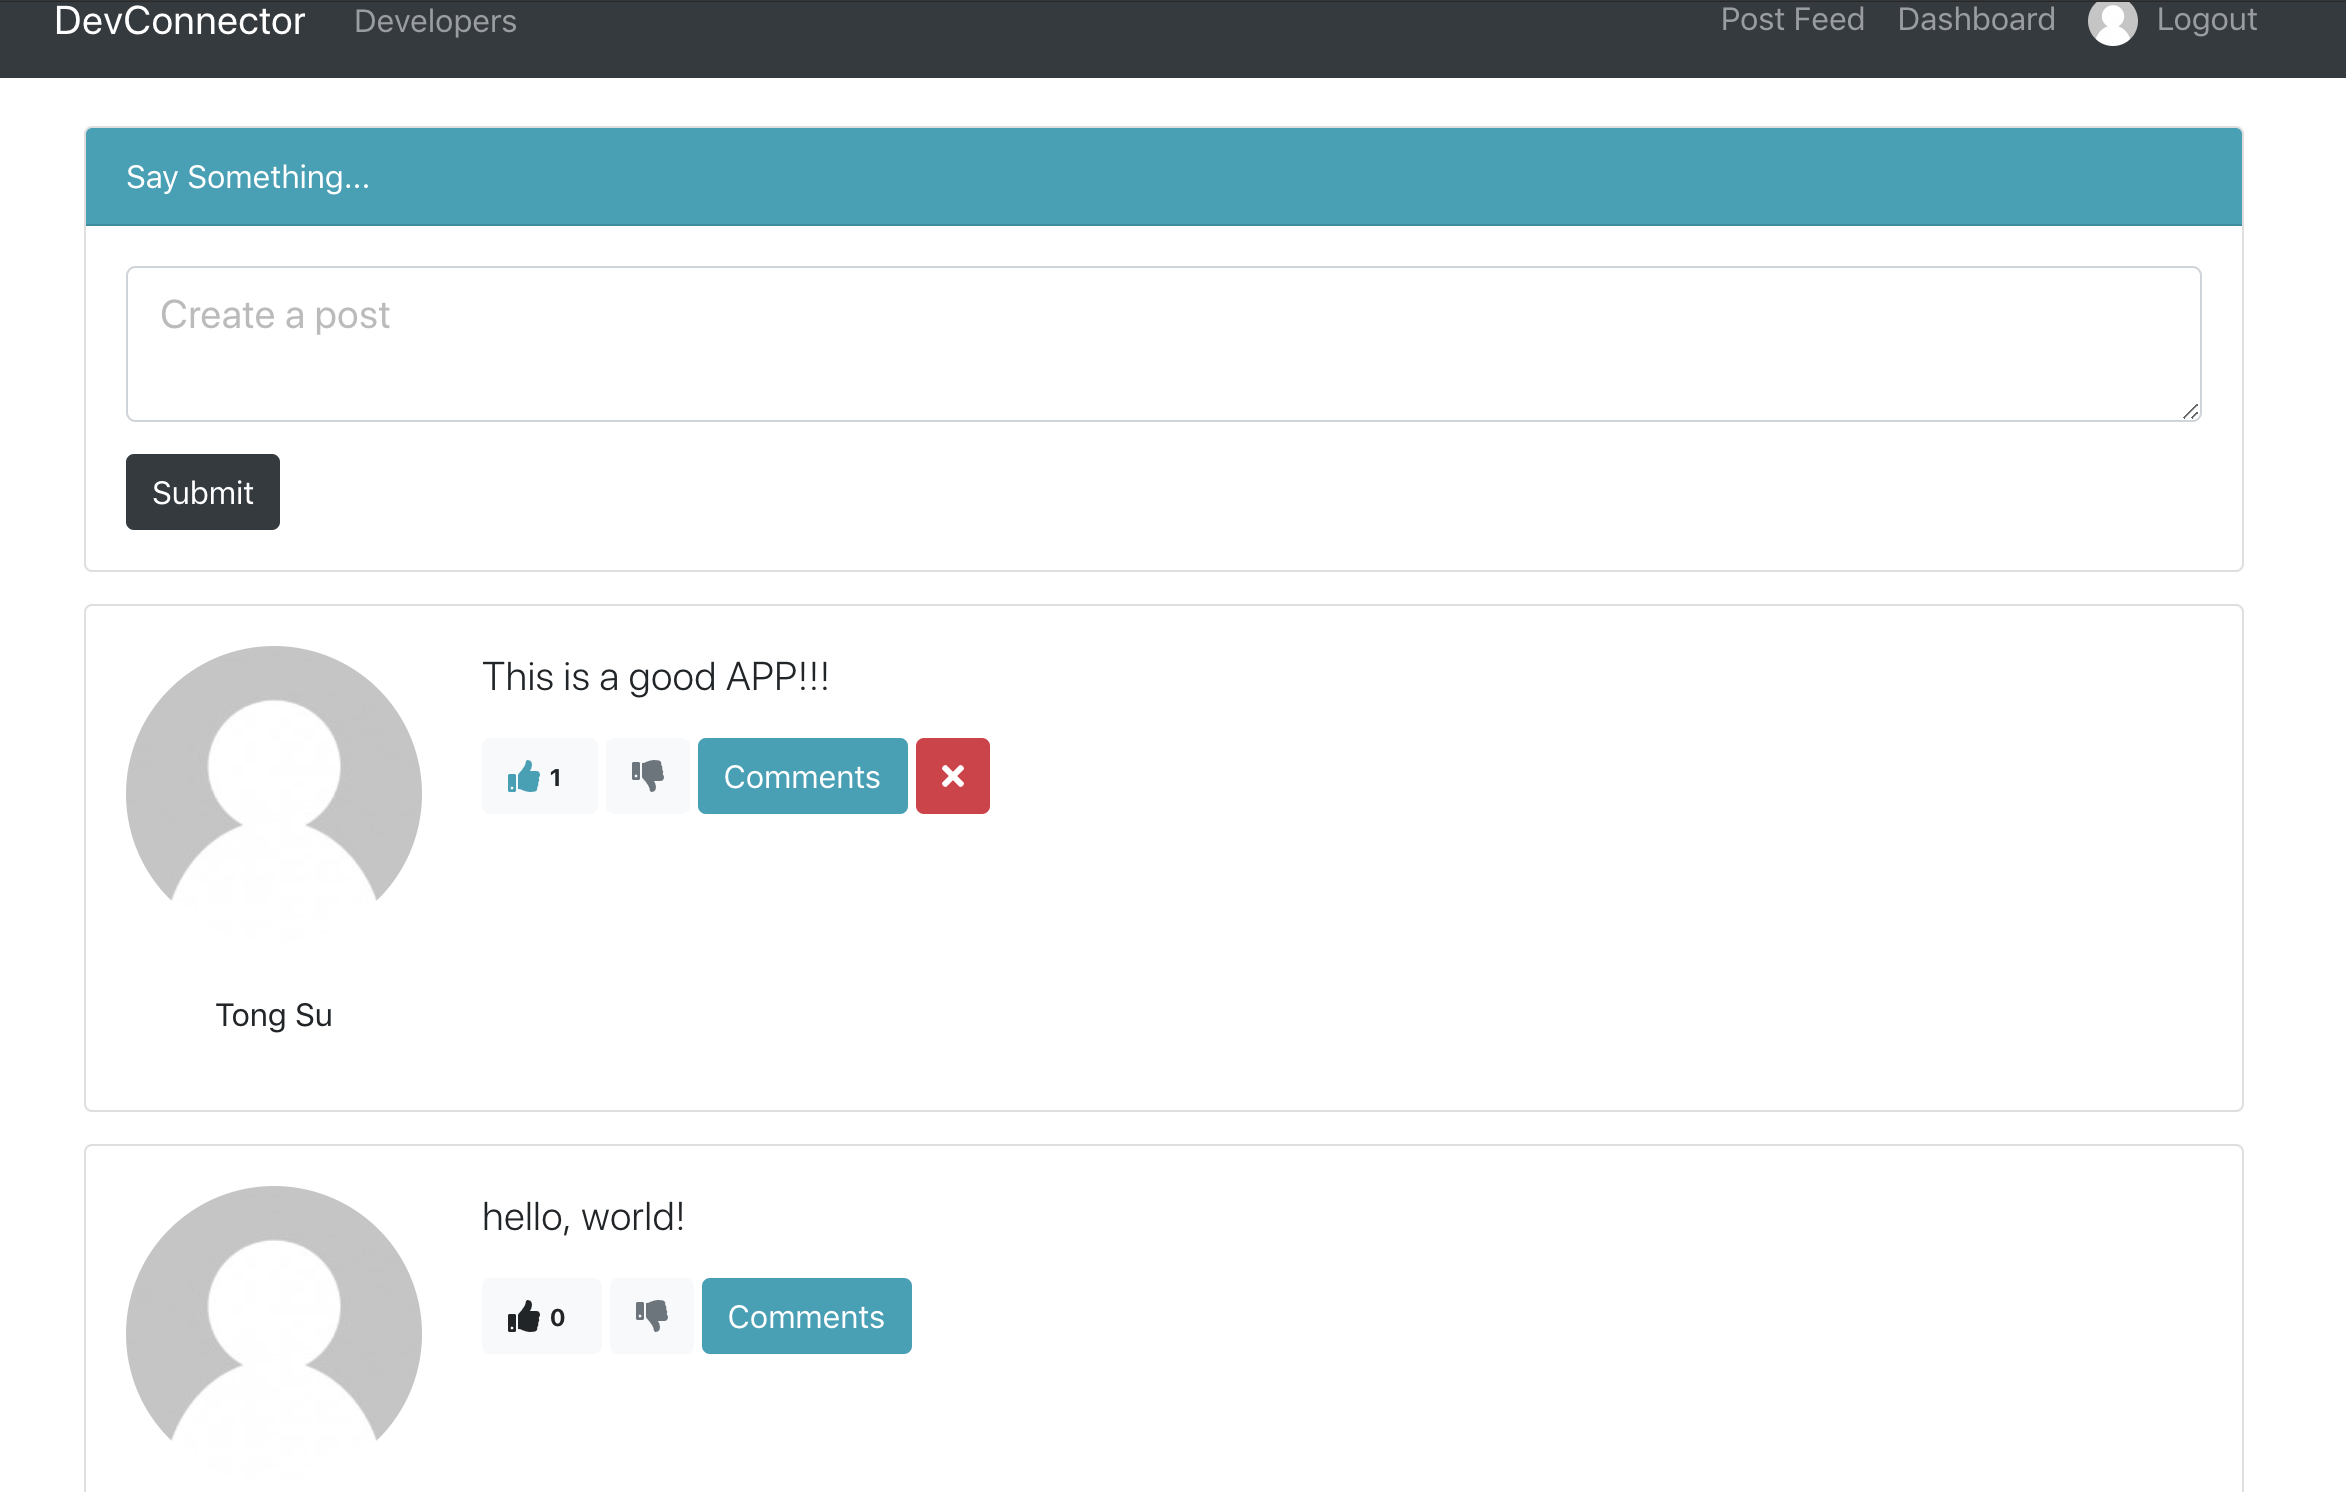 DevConnector Developers Post Feed Dashboard Logout
Say Something...
Create a post
Submit
This is a good APP!!!
1 Comments
Tong Su
hello, world!
0 Comments